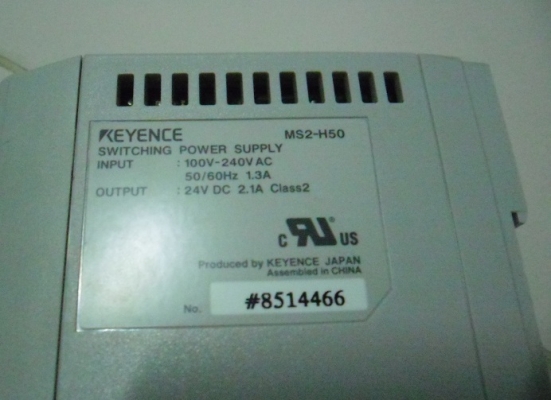 KEYENCE MS2-H50
SWITCHING POWER SUPPLY
INPUT : 100V-240V AC
50/60Hz 1.3A
OUTPUT : 24V DC 2.1A Class2
c RU US
Produced by KEYENCE JAPAN
Assembled in CHINA
No. #8514466